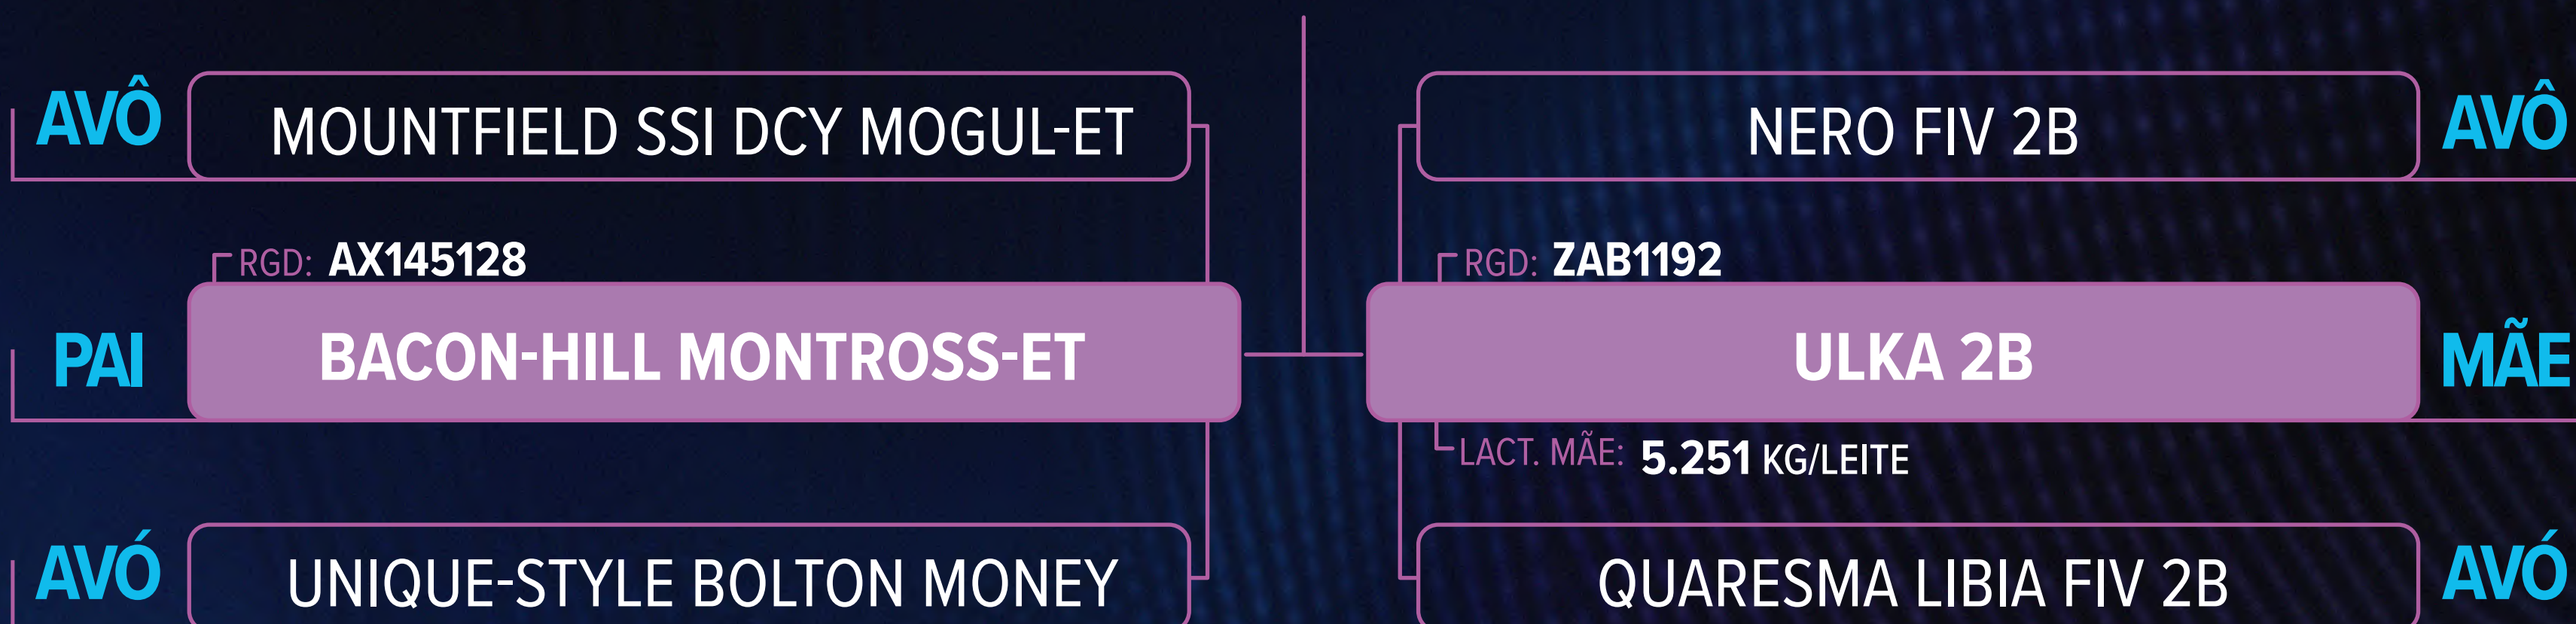 AVÔ MOUNTFIELD SSI DCY MOGUL-ET
NERO FIV 2B AVÔ
RGD: AX145128
RGD: ZAB1192
PAI BACON-HILL MONTROSS-ET
ULKA 2B MÃE
LACT. MÃE: 5.251 KG/LEITE
AVÓ UNIQUE-STYLE BOLTON MONEY
QUARESMA LIBIA FIV 2B AVÓ